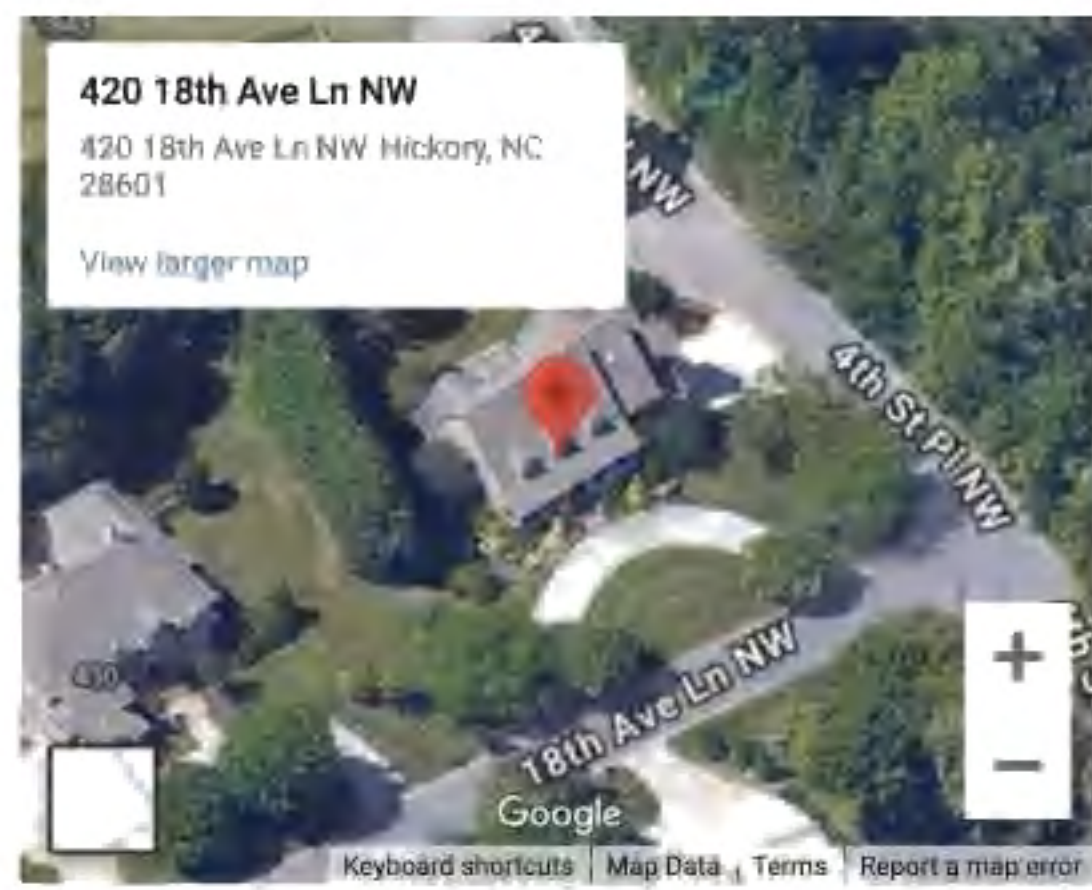 420 18th Ave Ln NW
420 18th Ave Ln NW Hickory, NC
28601
View larger map
NW
4th St Pl NW
18th Ave Ln NW
430
Google
+
−
Keyboard shortcuts
Map Data
Terms
Report a map error